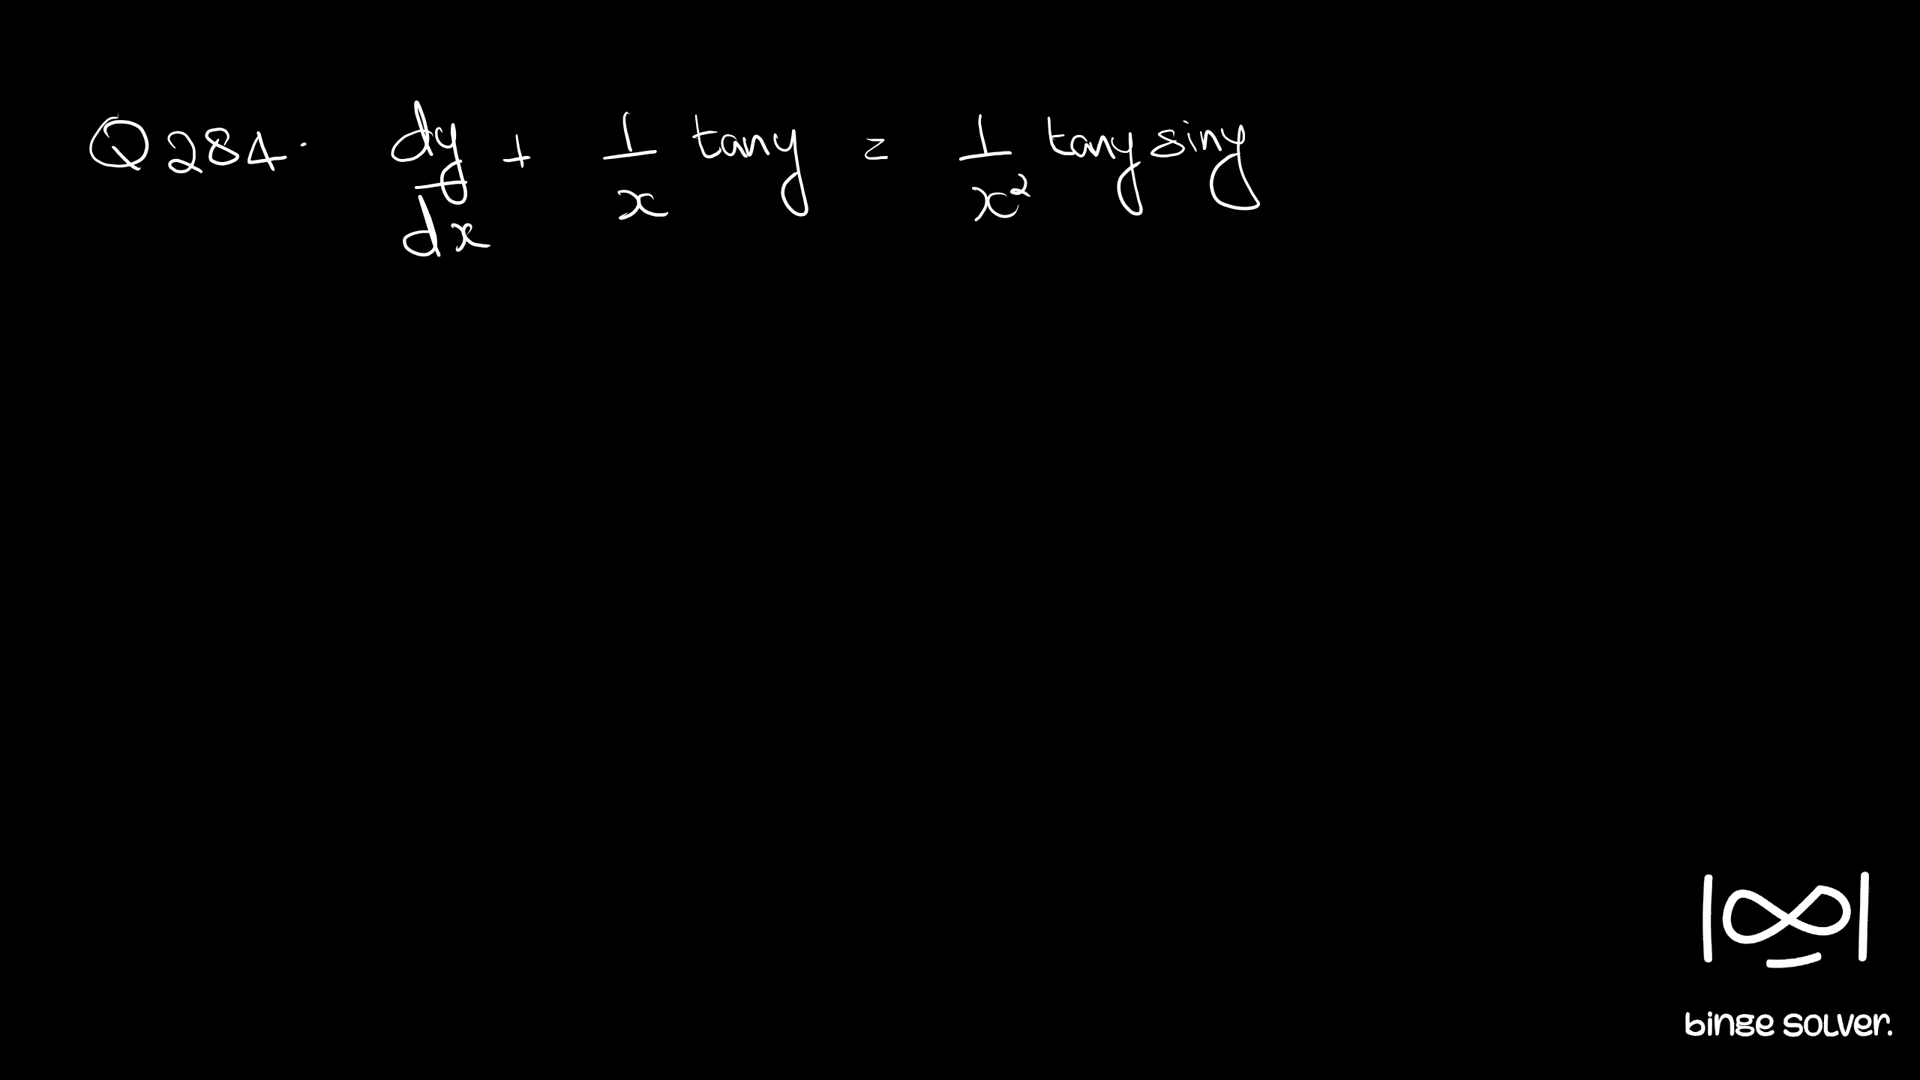 Q284. dy/dx + 1/x tany = 1/x² tany siny
binge solver.